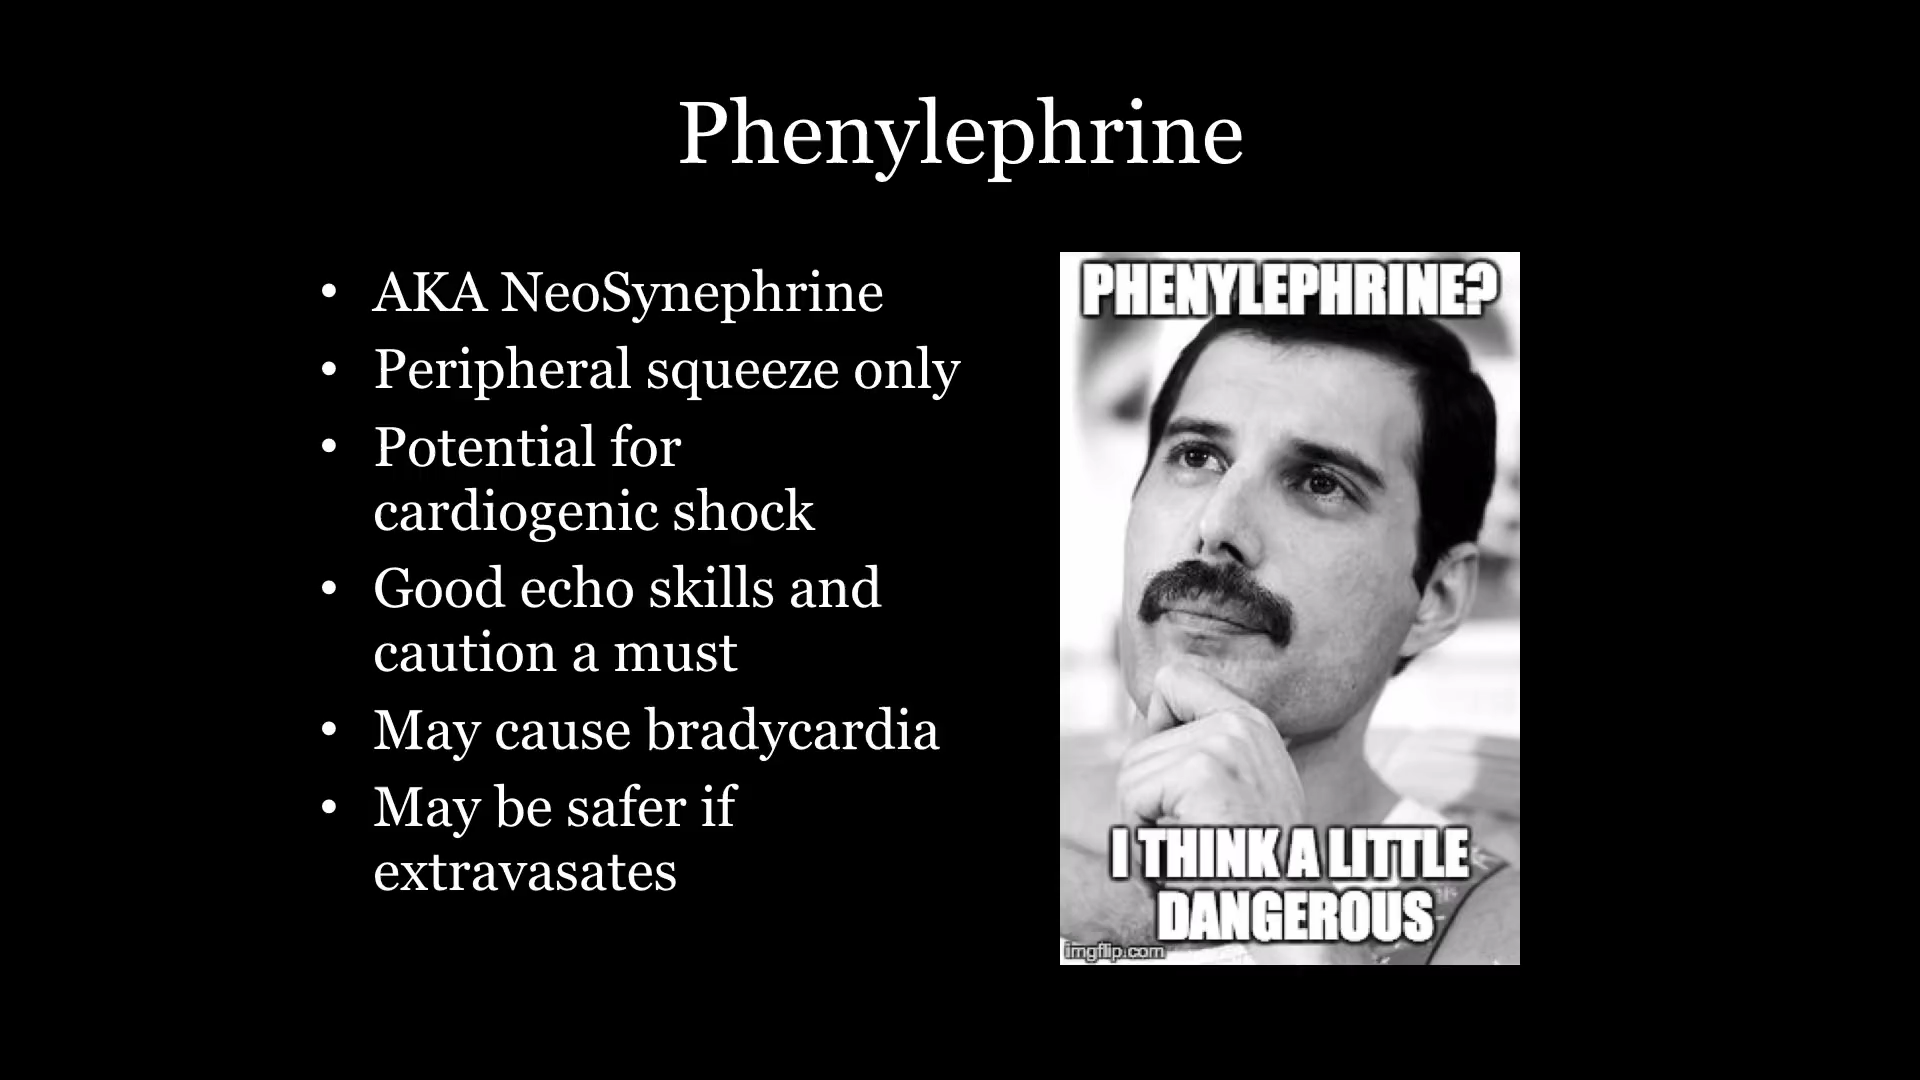 Phenylephrine
• AKA NeoSynephrine
• Peripheral squeeze only
• Potential for
cardiogenic shock
• Good echo skills and
caution a must
• May cause bradycardia
• May be safer if
extravasates
PHENYLEPHRINE?
I THINK A LITTLE
DANGEROUS
imgflip.com